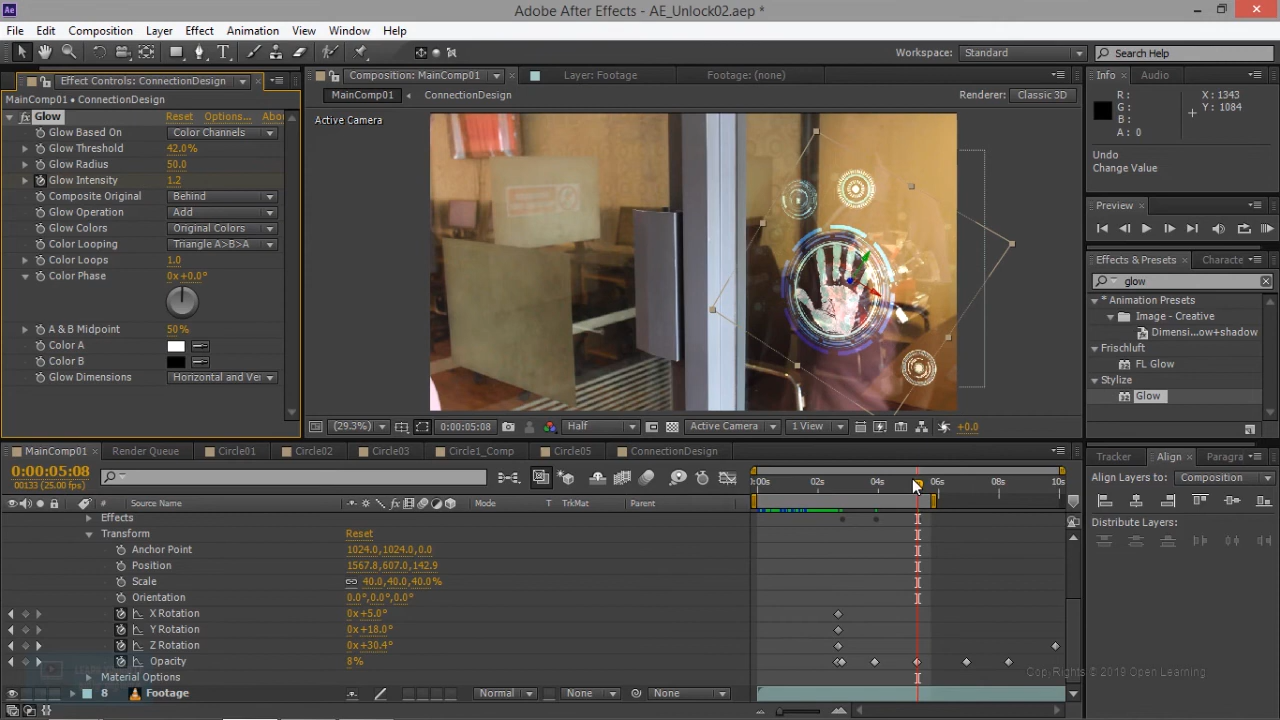 Adobe After Effects - AE_Unlock02.aep *
File Edit Composition Layer Effect Animation View Window Help
Workspace: Standard Search Help
Effect Controls: ConnectionDesign
MainComp01 • ConnectionDesign
fx Glow Reset Options... Abou
Glow Based On Color Channels
Glow Threshold 42.0%
Glow Radius 50.0
Glow Intensity 1.2
Composite Original Behind
Glow Operation Add
Glow Colors Original Colors
Color Looping Triangle A>B>A
Color Loops 1.0
Color Phase 0x+0.0°
A & B Midpoint 50%
Color A
Color B
Glow Dimensions Horizontal and Ver
Composition: MainComp01 Layer: Footage Footage: (none)
MainComp01 ConnectionDesign Renderer: Classic 3D
Active Camera
(29.3%) 0:00:05:08 Half Active Camera 1 View +0.0
Info Audio
R: X: 1343
G: Y: 1084
B:
A: 0
Undo
Change Value
Preview
Effects & Presets Characte
glow
* Animation Presets
Image - Creative
Dimensi...ow+shadow
Frischluft
FL Glow
Stylize
Glow
Tracker Align Paragra
Align Layers to: Composition
Distribute Layers:
MainComp01 Render Queue Circle01 Circle02 Circle03 Circle1_Comp Circle05 ConnectionDesign
0:00:05:08
00133 (25.00 fps)
:00s 02s 04s 06s 08s 10s
Source Name Mode T TrkMat Parent
Effects
Transform Reset
Anchor Point 1024.0,1024.0,0.0
Position 1567.8,607.0,142.9
Scale 40.0,40.0,40.0%
Orientation 0.0°,0.0°,0.0°
X Rotation 0x+5.0°
Y Rotation 0x+18.0°
Z Rotation 0x+30.4°
Opacity 8%
Material Options
8 Footage Normal None None
Copy Rights © 2019 Open Learning